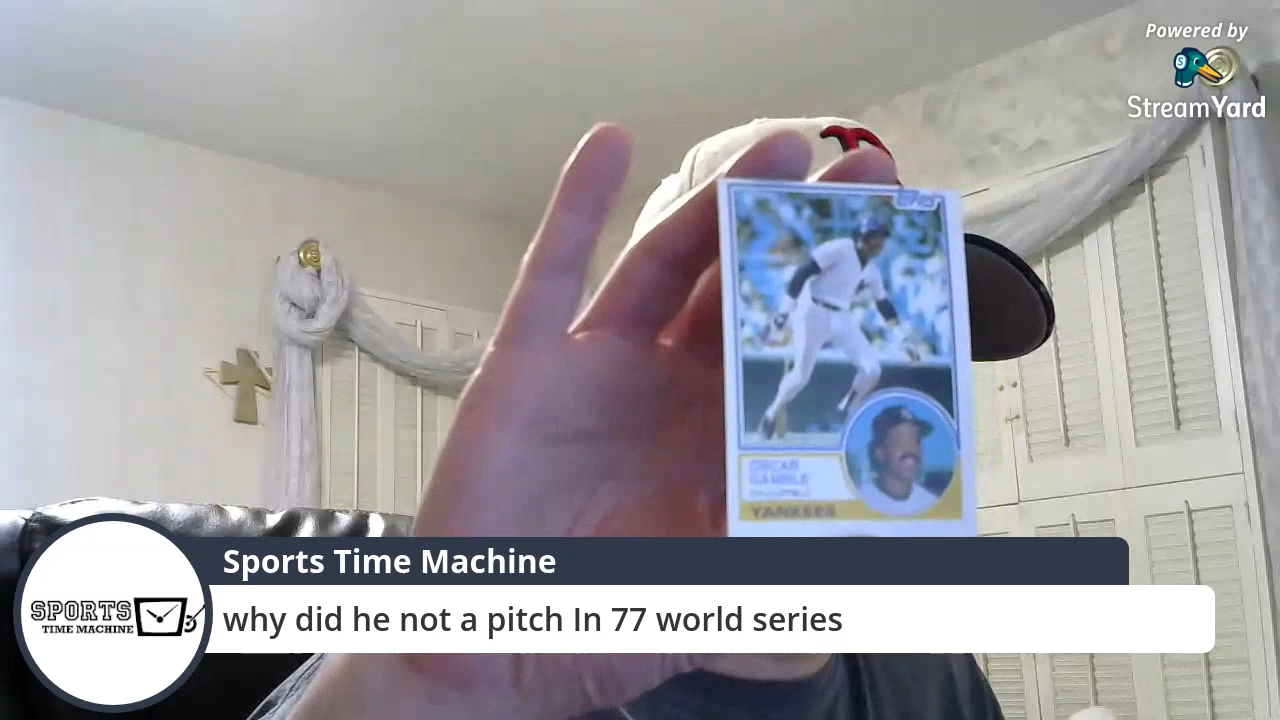 Powered by
StreamYard
TOPPS
OSCAR
GAMBLE
YANKEES
Sports Time Machine
SPORTS
TIME MACHINE
why did he not a pitch In 77 world series